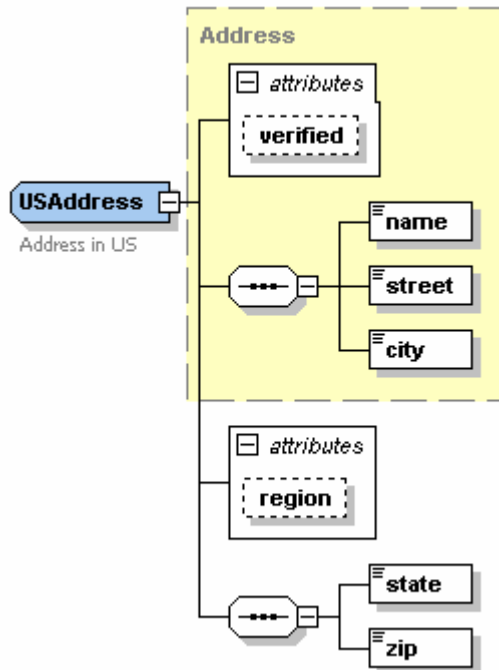 Address
attributes
verified
USAddress
Address in US
name
street
city
attributes
region
state
zip